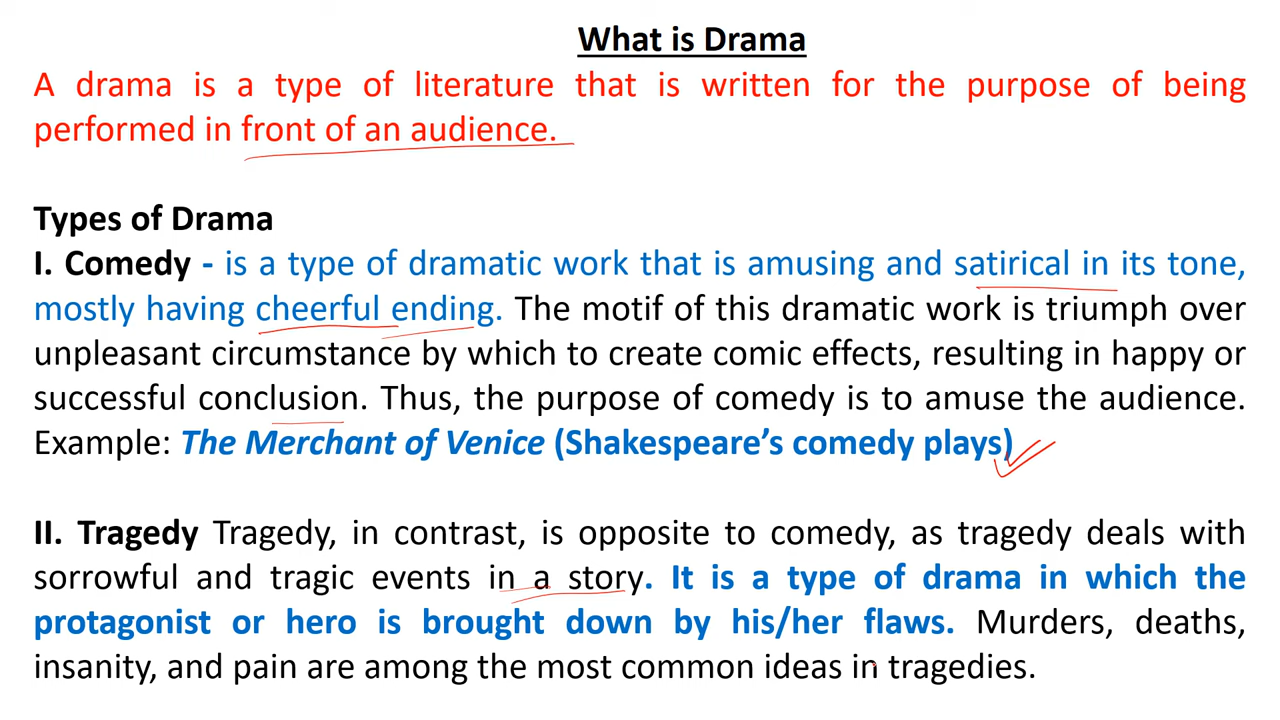 What is Drama
A drama is a type of literature that is written for the purpose of being
performed in front of an audience.
Types of Drama
I. Comedy - is a type of dramatic work that is amusing and satirical in its tone,
mostly having cheerful ending. The motif of this dramatic work is triumph over
unpleasant circumstance by which to create comic effects, resulting in happy or
successful conclusion. Thus, the purpose of comedy is to amuse the audience.
Example: The Merchant of Venice (Shakespeare’s comedy plays)
II. Tragedy Tragedy, in contrast, is opposite to comedy, as tragedy deals with
sorrowful and tragic events in a story. It is a type of drama in which the
protagonist or hero is brought down by his/her flaws. Murders, deaths,
insanity, and pain are among the most common ideas in tragedies.